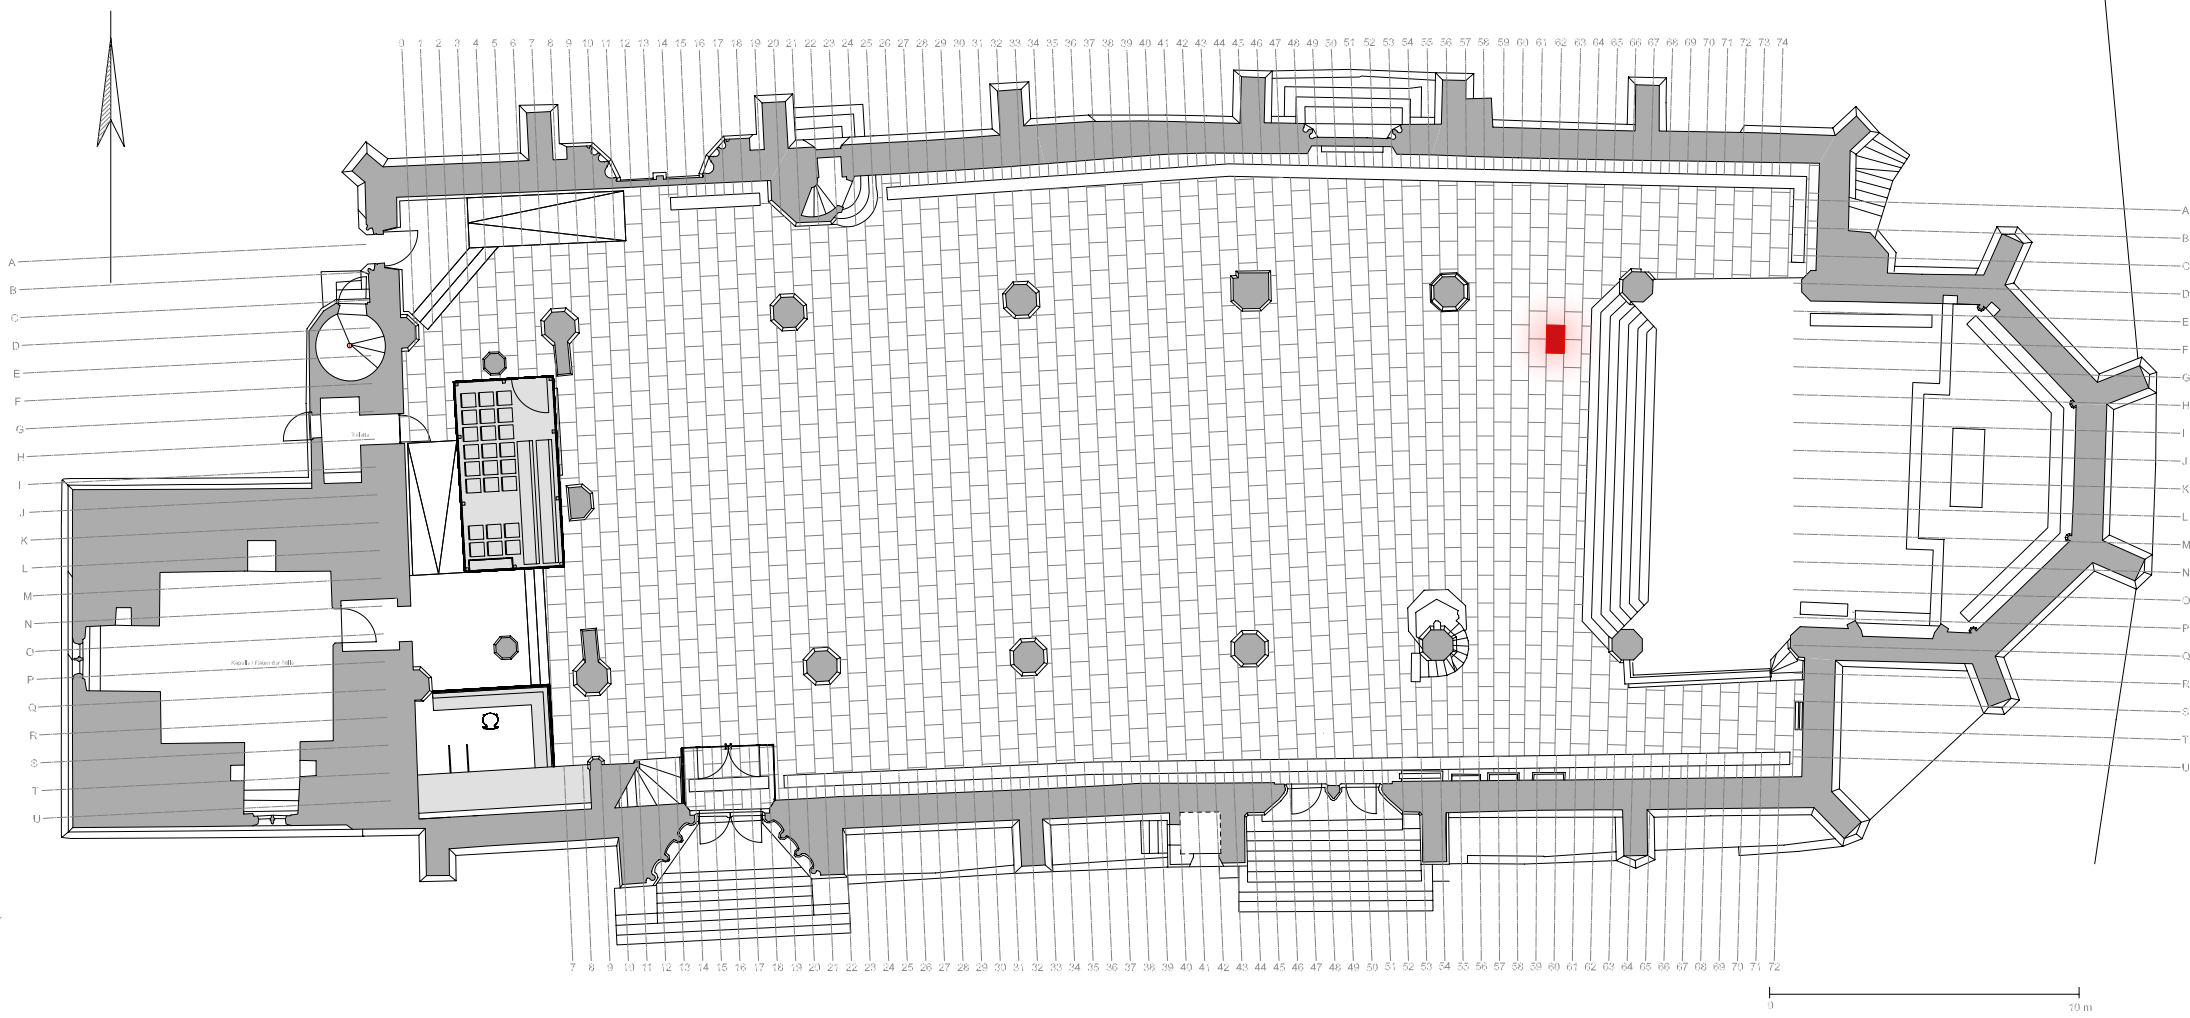 0 1 2 3 4 5 6 7 8 9 10 11 12 13 14 15 16 17 18 19 20 21 22 23 24 25 26 27 28 29 30 31 32 33 34 35 36 37 38 39 40 41 42 43 44 45 46 47 48 49 50 51 52 53 54 55 56 57 58 59 60 61 62 63 64 65 66 67 68 69 70 71 72 73 74
A
B
C
D
E
F
G
H
I
J
K
L
M
N
O
P
Q
R
S
T
U
Kapelle / Raum der Stille
A
B
C
D
E
F
G
H
I
J
K
L
M
N
O
P
Q
R
S
T
U
7 8 9 10 11 12 13 14 15 16 17 18 19 20 21 22 23 24 25 26 27 28 29 30 31 32 33 34 35 36 37 38 39 40 41 42 43 44 45 46 47 48 49 50 51 52 53 54 55 56 57 58 59 60 61 62 63 64 65 66 67 68 69 70 71 72
0 10 m